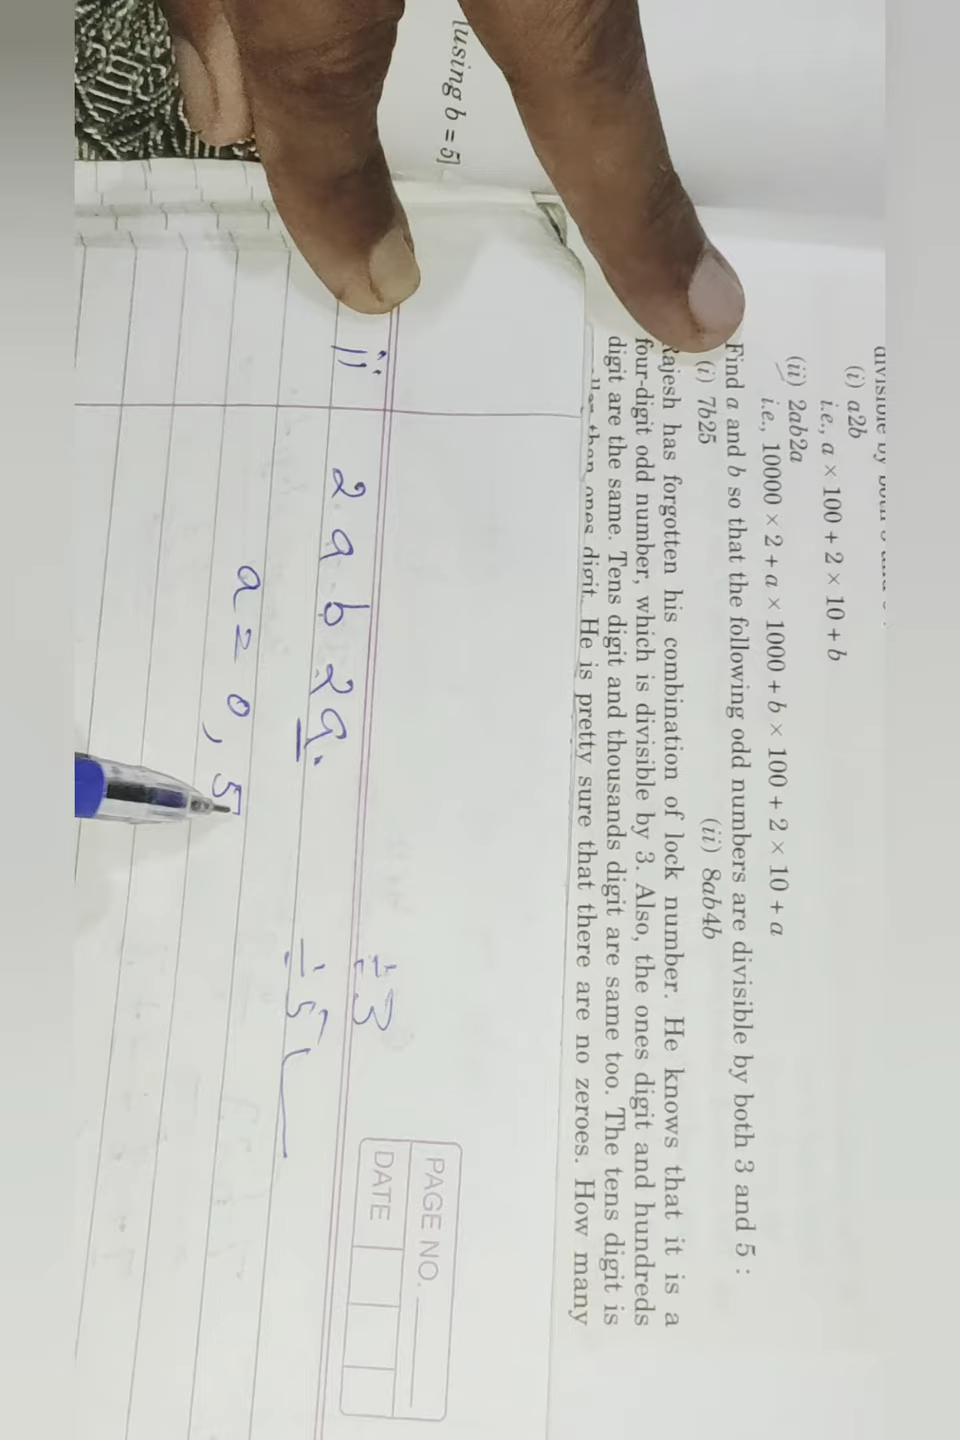 [using b = 5]
(i) a2b
i.e., a × 100 + 2 × 10 + b
(ii) 2ab2a
i.e., 10000 × 2 + a × 1000 + b × 100 + 2 × 10 + a
Find a and b so that the following odd numbers are divisible by both 3 and 5 :
(i) 7b25 (ii) 8ab4b
Rajesh has forgotten his combination of lock number. He knows that it is a
four-digit odd number, which is divisible by 3. Also, the ones digit and hundreds
digit are the same. Tens digit and thousands digit are same too. The tens digit is
than ones digit. He is pretty sure that there are no zeroes. How many
PAGE NO.
DATE
ii 2 a b 2 a. ÷ 3
÷ 5
a = 0, 5